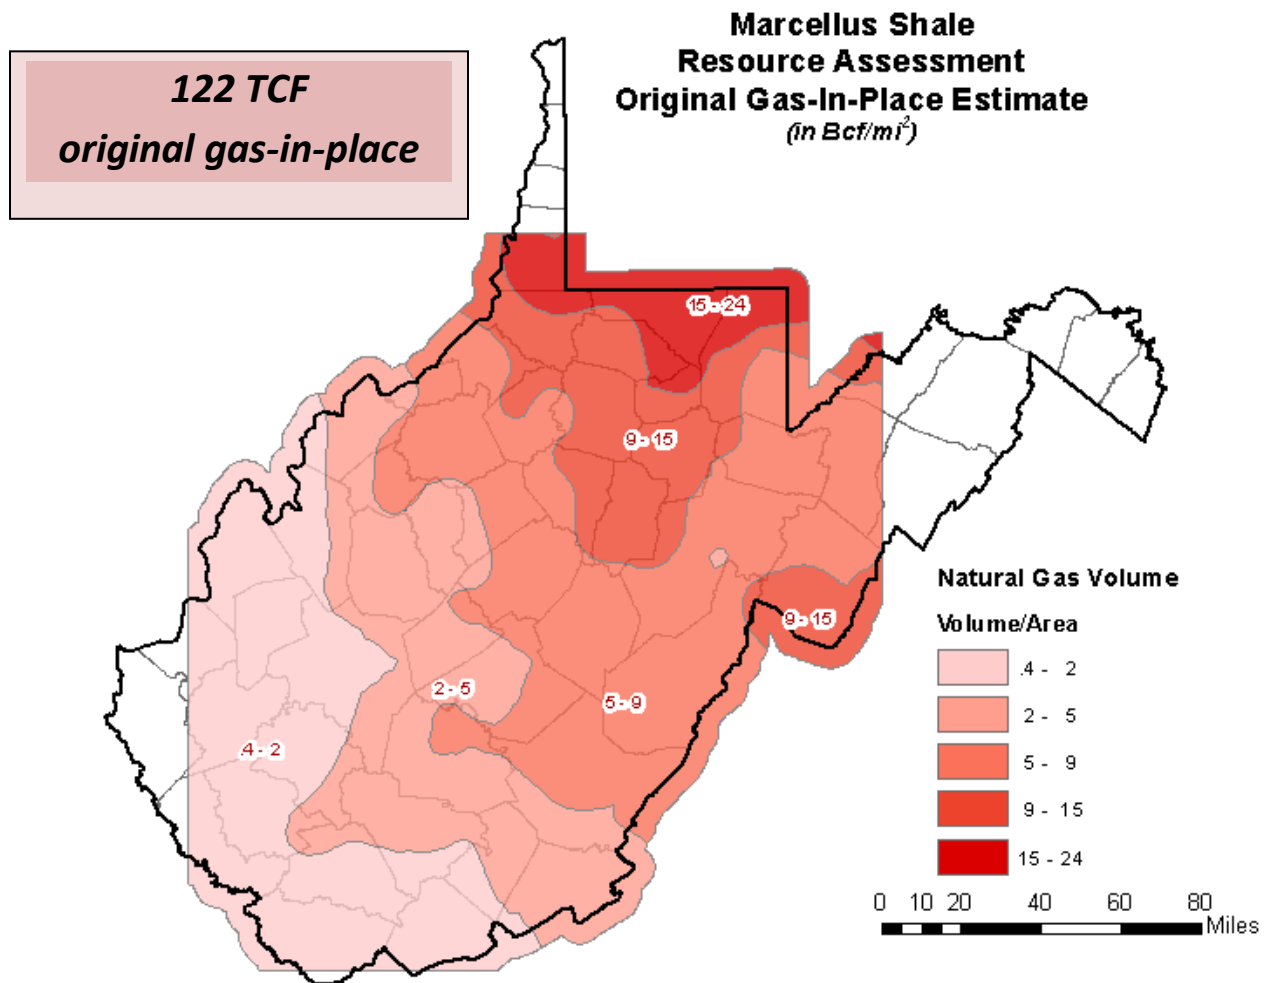 Marcellus Shale
Resource Assessment
Original Gas-In-Place Estimate
(in Bcf/mi²)
122 TCF
original gas-in-place
15 - 24
9 - 15
9 - 15
2 - 5
5 - 9
.4 - 2
Natural Gas Volume
Volume/Area
.4 - 2
2 - 5
5 - 9
9 - 15
15 - 24
0 10 20 40 60 80
Miles